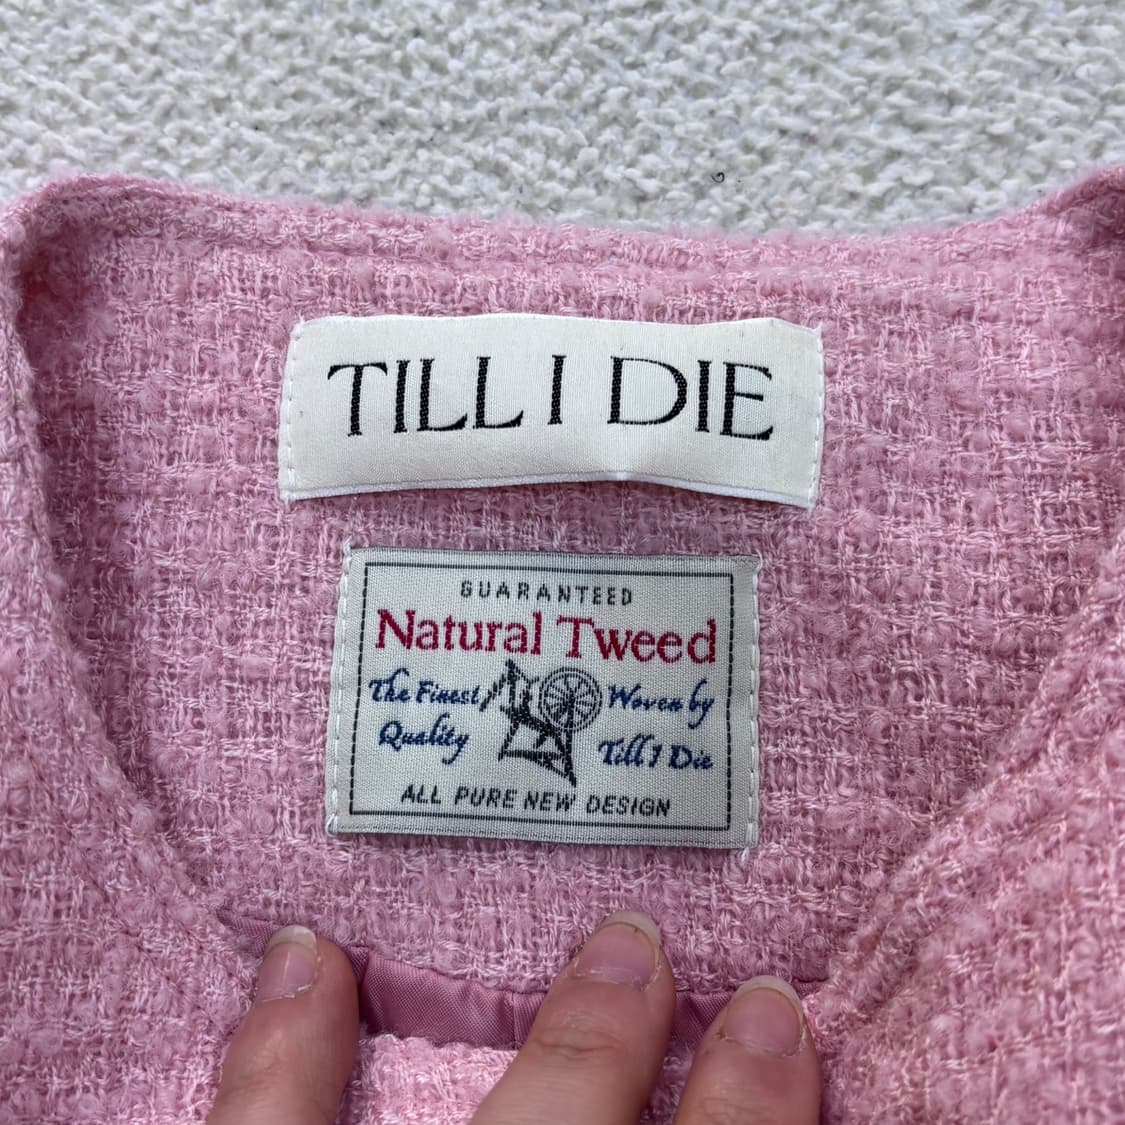 TILL I DIE
GUARANTEED
Natural Tweed
The Finest Woven by
Quality Till I Die
ALL PURE NEW DESIGN